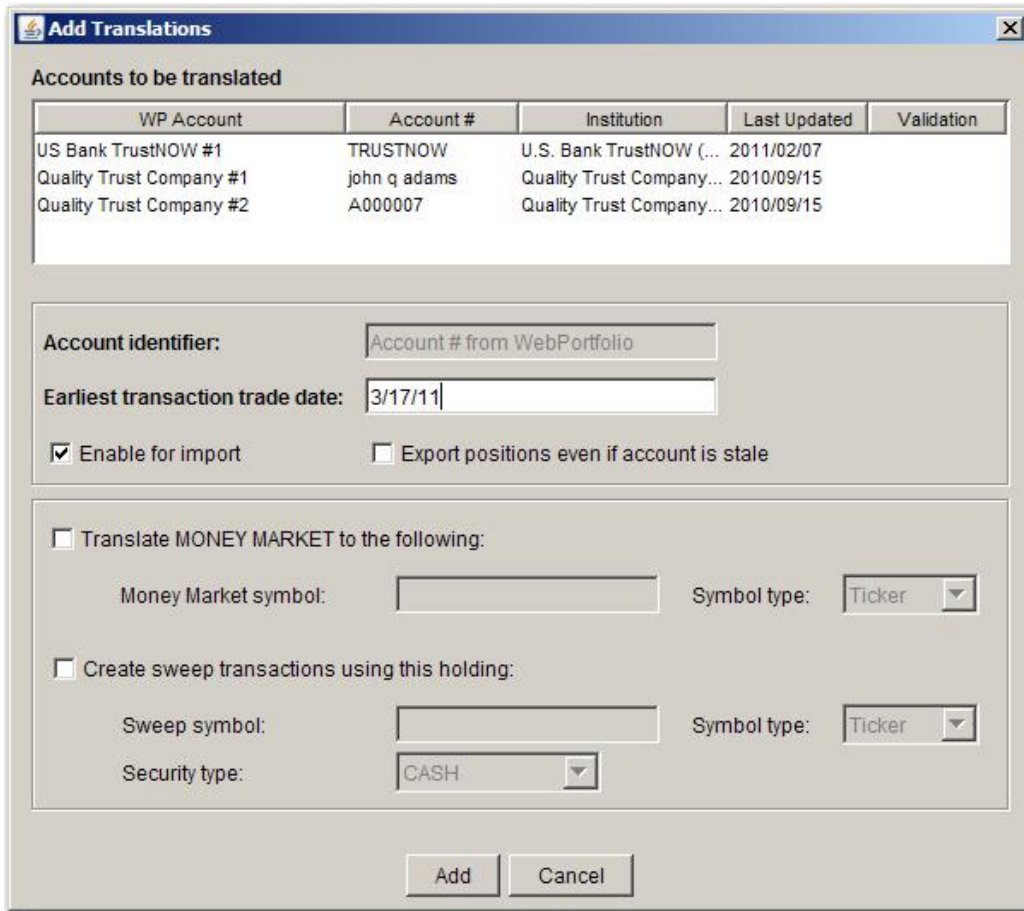 Add Translations
Accounts to be translated
WP Account Account # Institution Last Updated Validation
US Bank TrustNOW #1 TRUSTNOW U.S. Bank TrustNOW (... 2011/02/07
Quality Trust Company #1 john q adams Quality Trust Company... 2010/09/15
Quality Trust Company #2 A000007 Quality Trust Company... 2010/09/15
Account identifier: Account # from WebPortfolio
Earliest transaction trade date: 3/17/11
Enable for import Export positions even if account is stale
Translate MONEY MARKET to the following:
Money Market symbol: Symbol type: Ticker
Create sweep transactions using this holding:
Sweep symbol: Symbol type: Ticker
Security type: CASH
Add Cancel